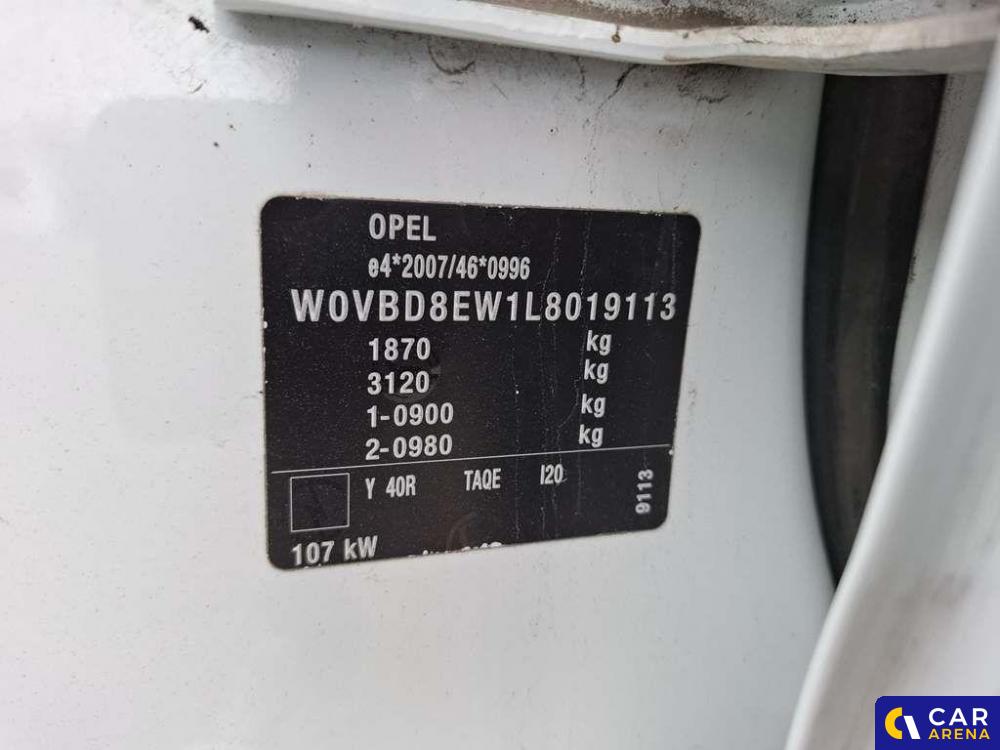 OPEL
e4*2007/46*0996
W0VBD8EW1L8019113
1870 kg
3120 kg
1-0900 kg
2-0980 kg
Y 40R TAQE I20
9113
107 kW
CAR
ARENA